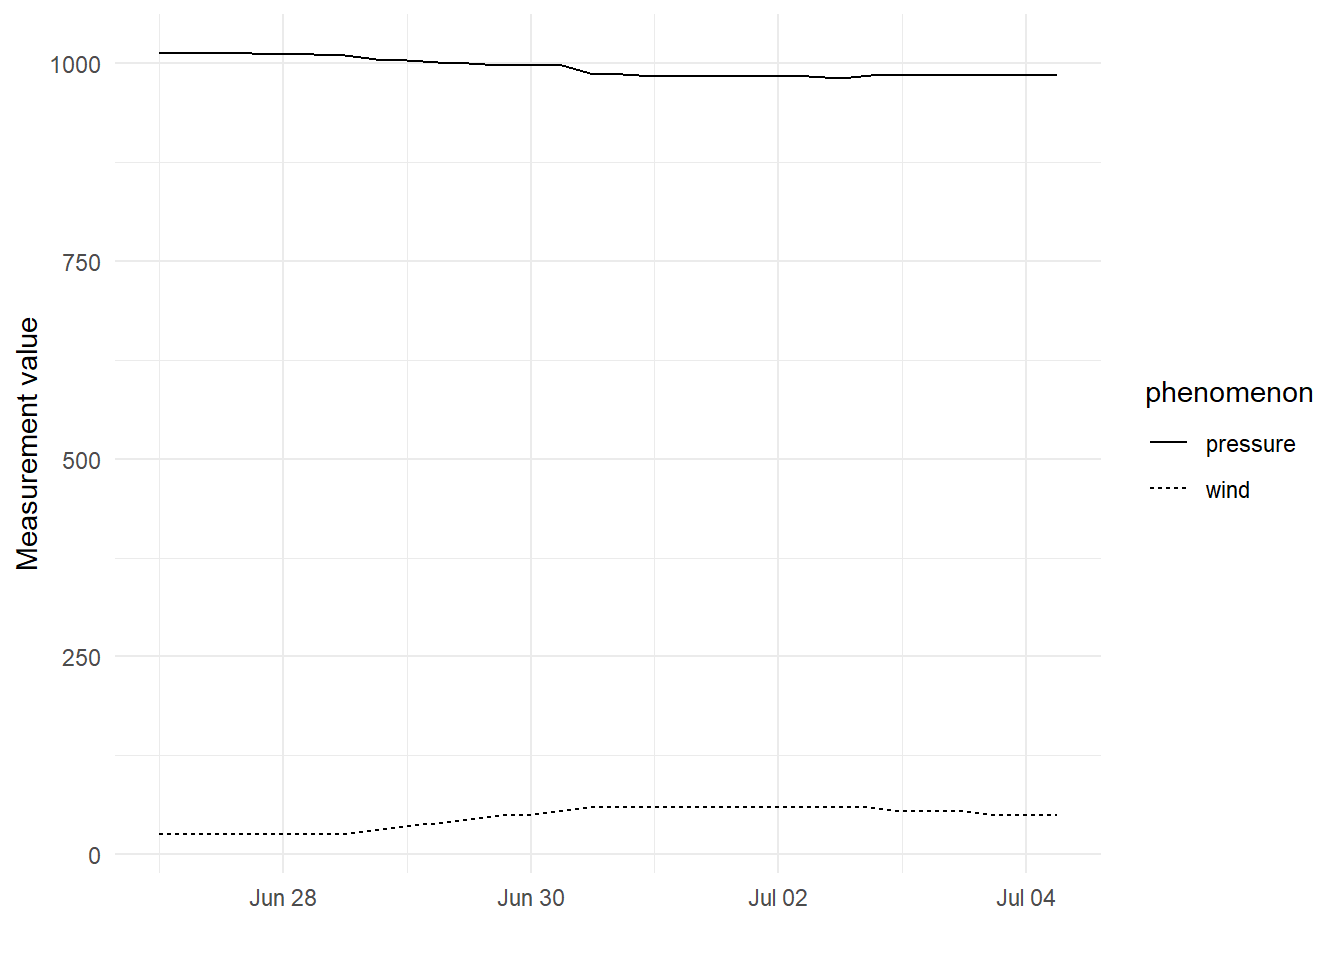 1000
750
500
250
0
Measurement value
Jun 28
Jun 30
Jul 02
Jul 04
phenomenon
pressure
wind